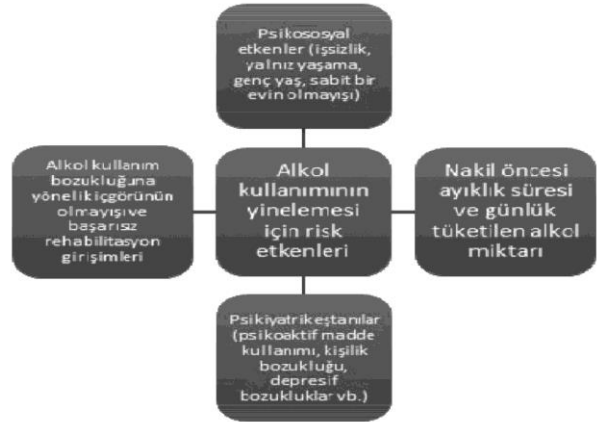 Psikososyal
etkenler (işsizlik,
yalnız yaşama,
genç yaş, sabit bir
evin olmayışı)
Alkol kullanım
bozukluğuna
yönelik içgörünün
olmayışı ve
başarısız
rehabilitasyon
girişimleri
Alkol
kullanımının
yinelemesi
için risk
etkenleri
Nakil öncesi
ayıklık süresi
ve günlük
tüketilen alkol
miktarı
Psikiyatrik eştanılar
(psikoaktif madde
kullanımı, kişilik
bozukluğu,
depresif
bozukluklar vb.)